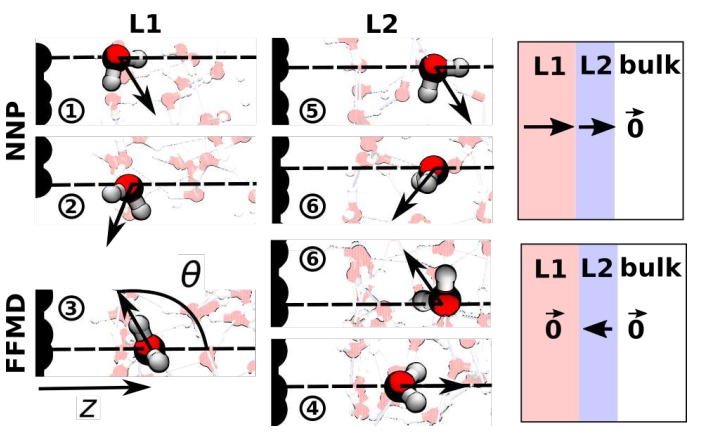 L1 L2
NNP
①
⑤
L1 L2 bulk
0
②
⑥
FFMD
③
θ
⑥
L1 L2 bulk
0 0
④
z